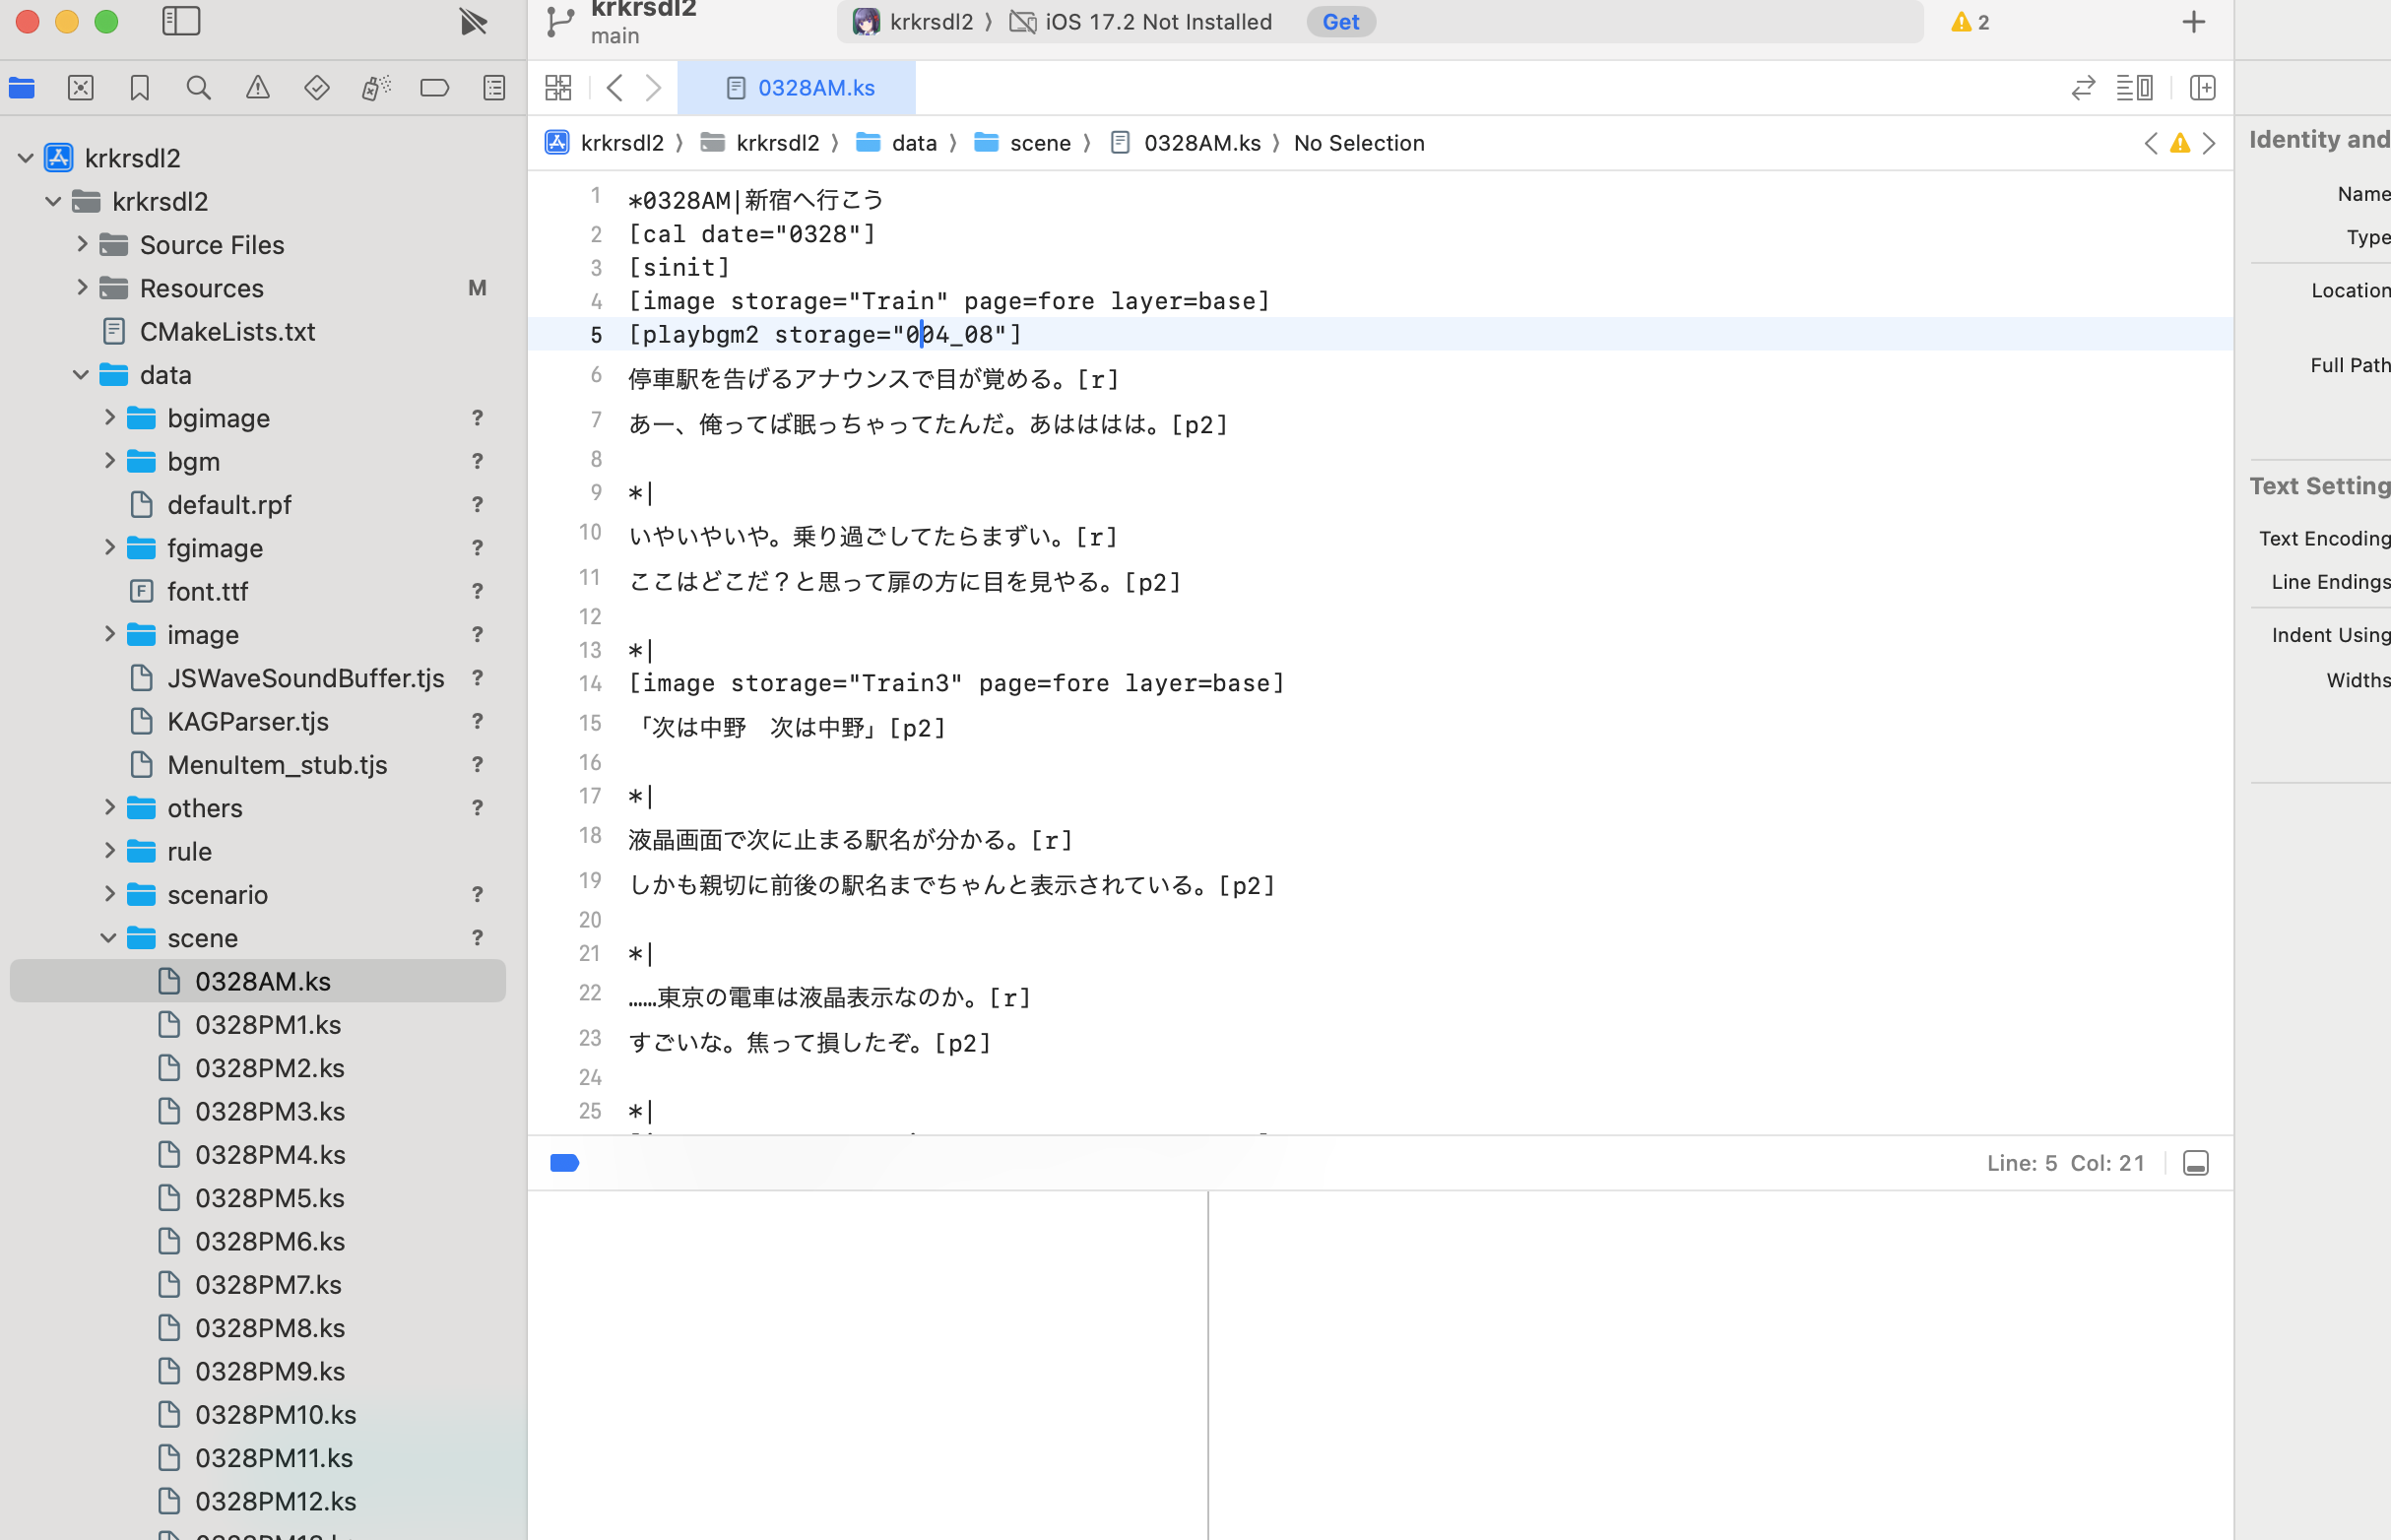 krkrsdl2
main
krkrsdl2 〉 iOS 17.2 Not Installed Get
2
0328AM.ks
krkrsdl2 〉 krkrsdl2 〉 data 〉 scene 〉 0328AM.ks 〉 No Selection
krkrsdl2
krkrsdl2
Source Files
Resources M
CMakeLists.txt
data
bgimage ?
bgm ?
default.rpf ?
fgimage ?
font.ttf ?
image ?
JSWaveSoundBuffer.tjs ?
KAGParser.tjs ?
MenuItem_stub.tjs ?
others ?
rule
scenario ?
scene ?
0328AM.ks
0328PM1.ks
0328PM2.ks
0328PM3.ks
0328PM4.ks
0328PM5.ks
0328PM6.ks
0328PM7.ks
0328PM8.ks
0328PM9.ks
0328PM10.ks
0328PM11.ks
0328PM12.ks
1 *0328AM|新宿へ行こう
2 [cal date="0328"]
3 [sinit]
4 [image storage="Train" page=fore layer=base]
5 [playbgm2 storage="004_08"]
6 停車駅を告げるアナウンスで目が覚める。[r]
7 あー、俺ってば眠っちゃってたんだ。あはははは。[p2]
8
9 *|
10 いやいやいや。乗り過ごしてたらまずい。[r]
11 ここはどこだ？と思って扉の方に目を見やる。[p2]
12
13 *|
14 [image storage="Train3" page=fore layer=base]
15 「次は中野　次は中野」[p2]
16
17 *|
18 液晶画面で次に止まる駅名が分かる。[r]
19 しかも親切に前後の駅名までちゃんと表示されている。[p2]
20
21 *|
22 ……東京の電車は液晶表示なのか。[r]
23 すごいな。焦って損したぞ。[p2]
24
25 *|
Line: 5 Col: 21
Identity and
Name
Type
Location
Full Path
Text Setting
Text Encoding
Line Endings
Indent Using
Widths